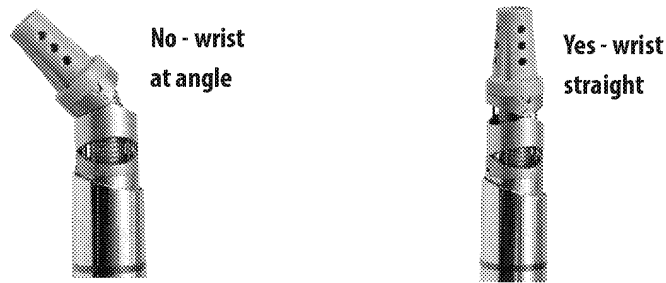 No - wrist
at angle
Yes - wrist
straight